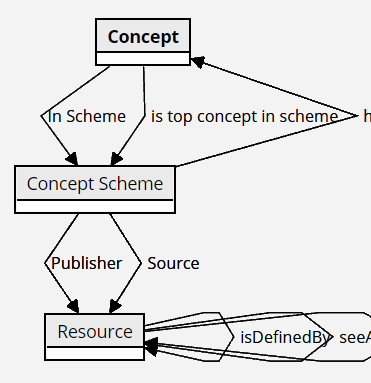 Concept
In Scheme
is top concept in scheme
h
Concept Scheme
Publisher
Source
Resource
isDefinedBy
seeA